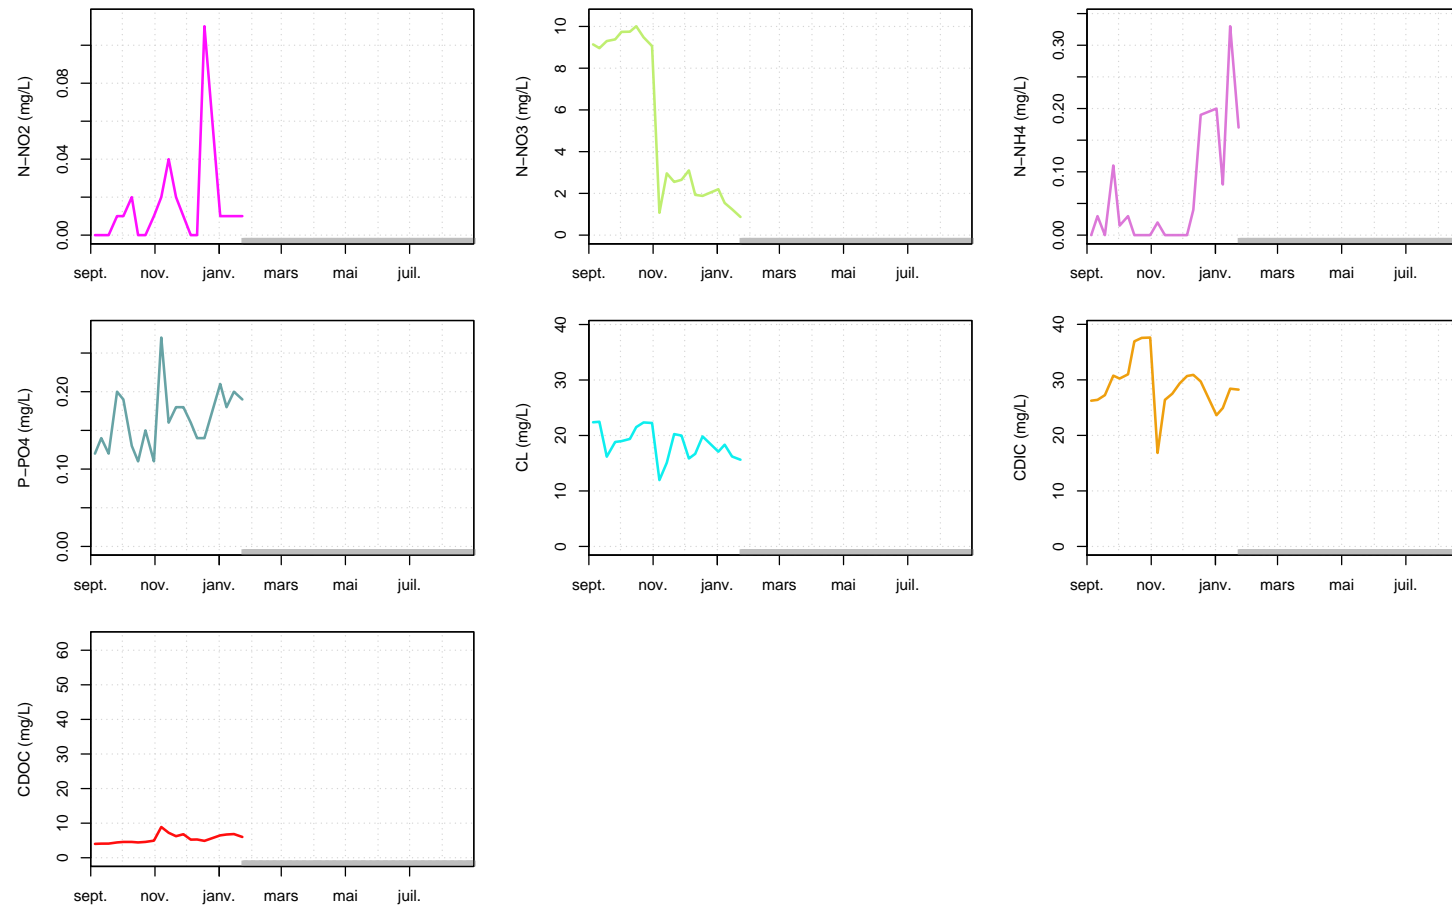 N−NO2 (mg/L)
0.00 0.04 0.08
sept. nov. janv. mars mai juil.
N−NO3 (mg/L)
0 2 4 6 8 10
sept. nov. janv. mars mai juil.
N−NH4 (mg/L)
0.00 0.10 0.20 0.30
sept. nov. janv. mars mai juil.
P−PO4 (mg/L)
0.00 0.10 0.20
sept. nov. janv. mars mai juil.
CL (mg/L)
0 10 20 30 40
sept. nov. janv. mars mai juil.
CDIC (mg/L)
0 10 20 30 40
sept. nov. janv. mars mai juil.
CDOC (mg/L)
0 10 20 30 40 50 60
sept. nov. janv. mars mai juil.